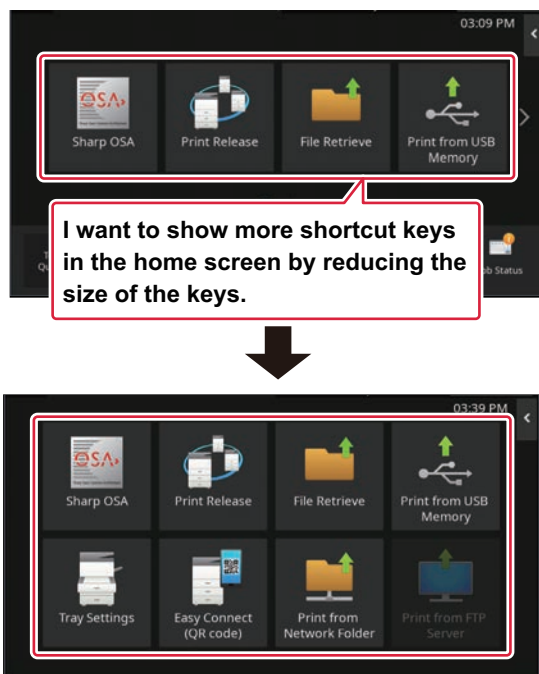 03:09 PM
OSA
Sharp OSA
Print Release
File Retrieve
Print from USB
Memory
I want to show more shortcut keys
in the home screen by reducing the
size of the keys.
Status
03:39 PM
OSA
Sharp OSA
Print Release
File Retrieve
Print from USB
Memory
Tray Settings
Easy Connect
(QR code)
Print from
Network Folder
Print from FTP
Server